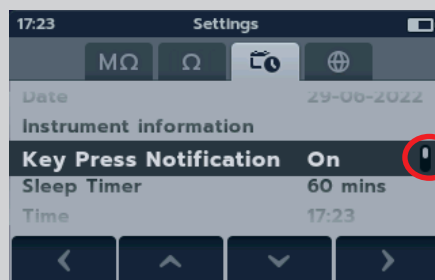 17:23 Settings
MΩ Ω
Date 29-06-2022
Instrument information
Key Press Notification On
Sleep Timer 60 mins
Time 17:23